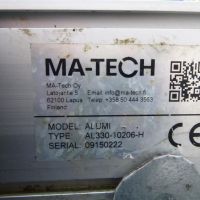 MA-TECH
MA-Tech Oy
Latojantie 5 Email: info@ma-tech.fi
62100 Lapua Telep: +358 50 444 3563
Finland
MODEL: ALUMI
TYPE: AL330-10206-H
SERIAL: 09150222
CE